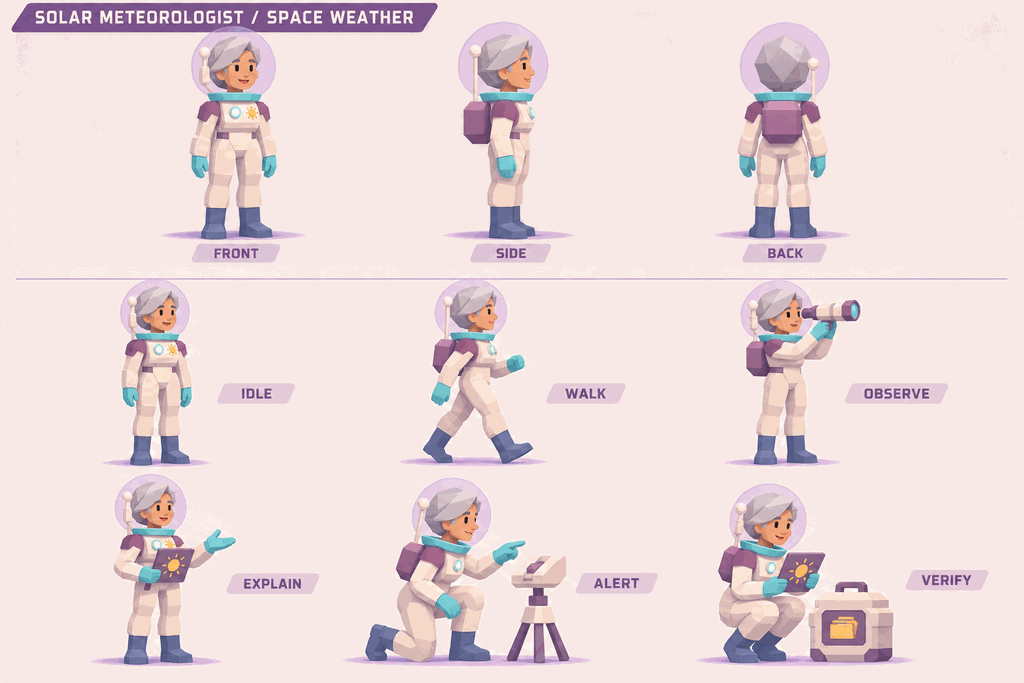 SOLAR METEOROLOGIST / SPACE WEATHER
FRONT
SIDE
BACK
IDLE
WALK
OBSERVE
EXPLAIN
ALERT
VERIFY